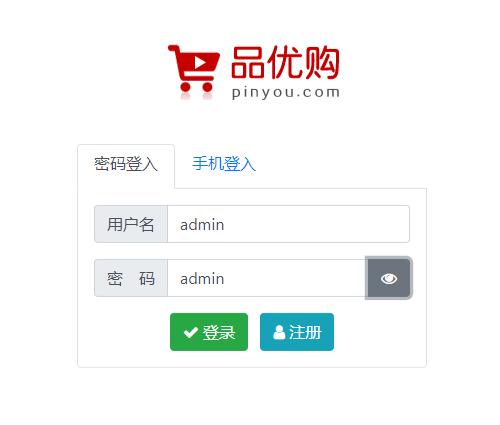 品优购
pinyou.com
密码登入 手机登入
用户名 admin
密 码 admin
登录 注册